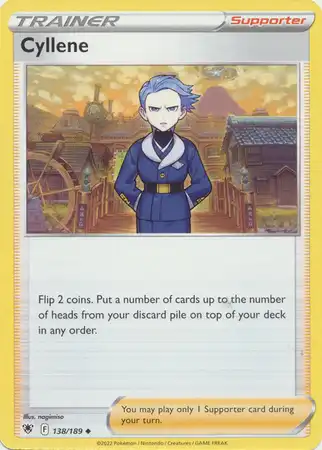 TRAINER Supporter
Cyllene
Flip 2 coins. Put a number of cards up to the number
of heads from your discard pile on top of your deck
in any order.
Illus. nagimiso
F 138/189
You may play only 1 Supporter card during
your turn.
©2022 Pokémon / Nintendo / Creatures / GAME FREAK